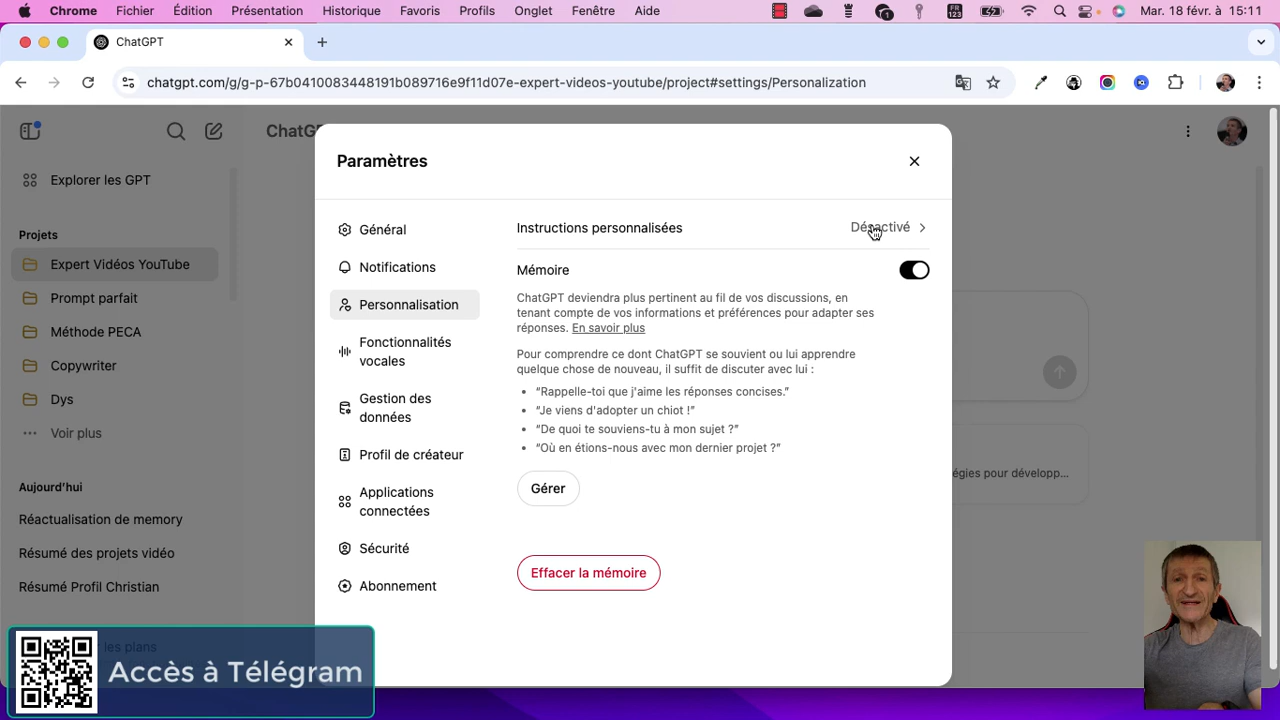 Chrome Fichier Édition Présentation Historique Favoris Profils Onglet Fenêtre Aide
1
FR
123
Mar. 18 févr. à 15:11
ChatGPT
chatgpt.com/g/g-p-67b0410083448191b089716e9f11d07e-expert-videos-youtube/project#settings/Personalization
Explorer les GPT
Projets
Expert Vidéos YouTube
Prompt parfait
Méthode PECA
Copywriter
Dys
Voir plus
Aujourd'hui
Réactualisation de memory
Résumé des projets vidéo
Résumé Profil Christian
les plans
Paramètres
Général
Notifications
Personnalisation
Fonctionnalités
vocales
Gestion des
données
Profil de créateur
Applications
connectées
Sécurité
Abonnement
Instructions personnalisées
Désactivé
Mémoire
ChatGPT deviendra plus pertinent au fil de vos discussions, en
tenant compte de vos informations et préférences pour adapter ses
réponses. En savoir plus
Pour comprendre ce dont ChatGPT se souvient ou lui apprendre
quelque chose de nouveau, il suffit de discuter avec lui :
• “Rappelle-toi que j'aime les réponses concises.”
• “Je viens d'adopter un chiot !”
• “De quoi te souviens-tu à mon sujet ?”
• “Où en étions-nous avec mon dernier projet ?”
Gérer
Effacer la mémoire
pour développ...
Accès à Télégram